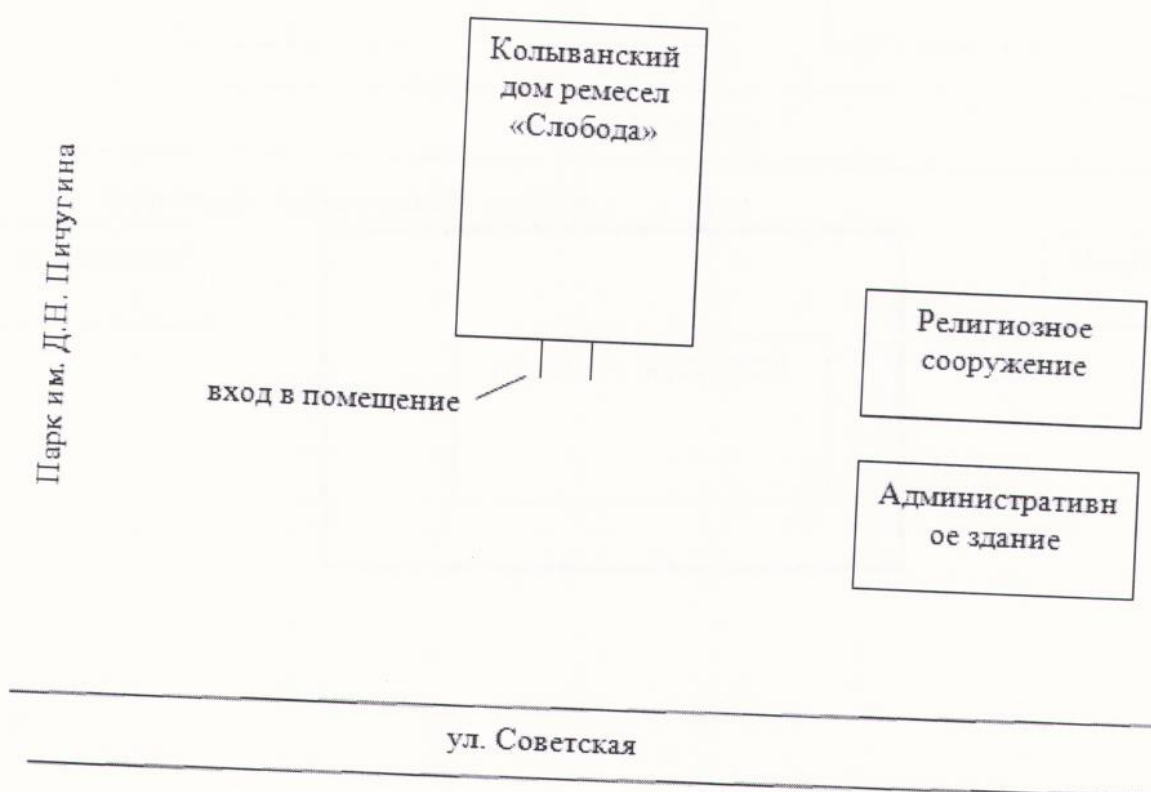 Колыванский
дом ремесел
«Слобода»
Парк им. Д.Н. Пичугина
вход в помещение
Религиозное
сооружение
Административн
ое здание
ул. Советская